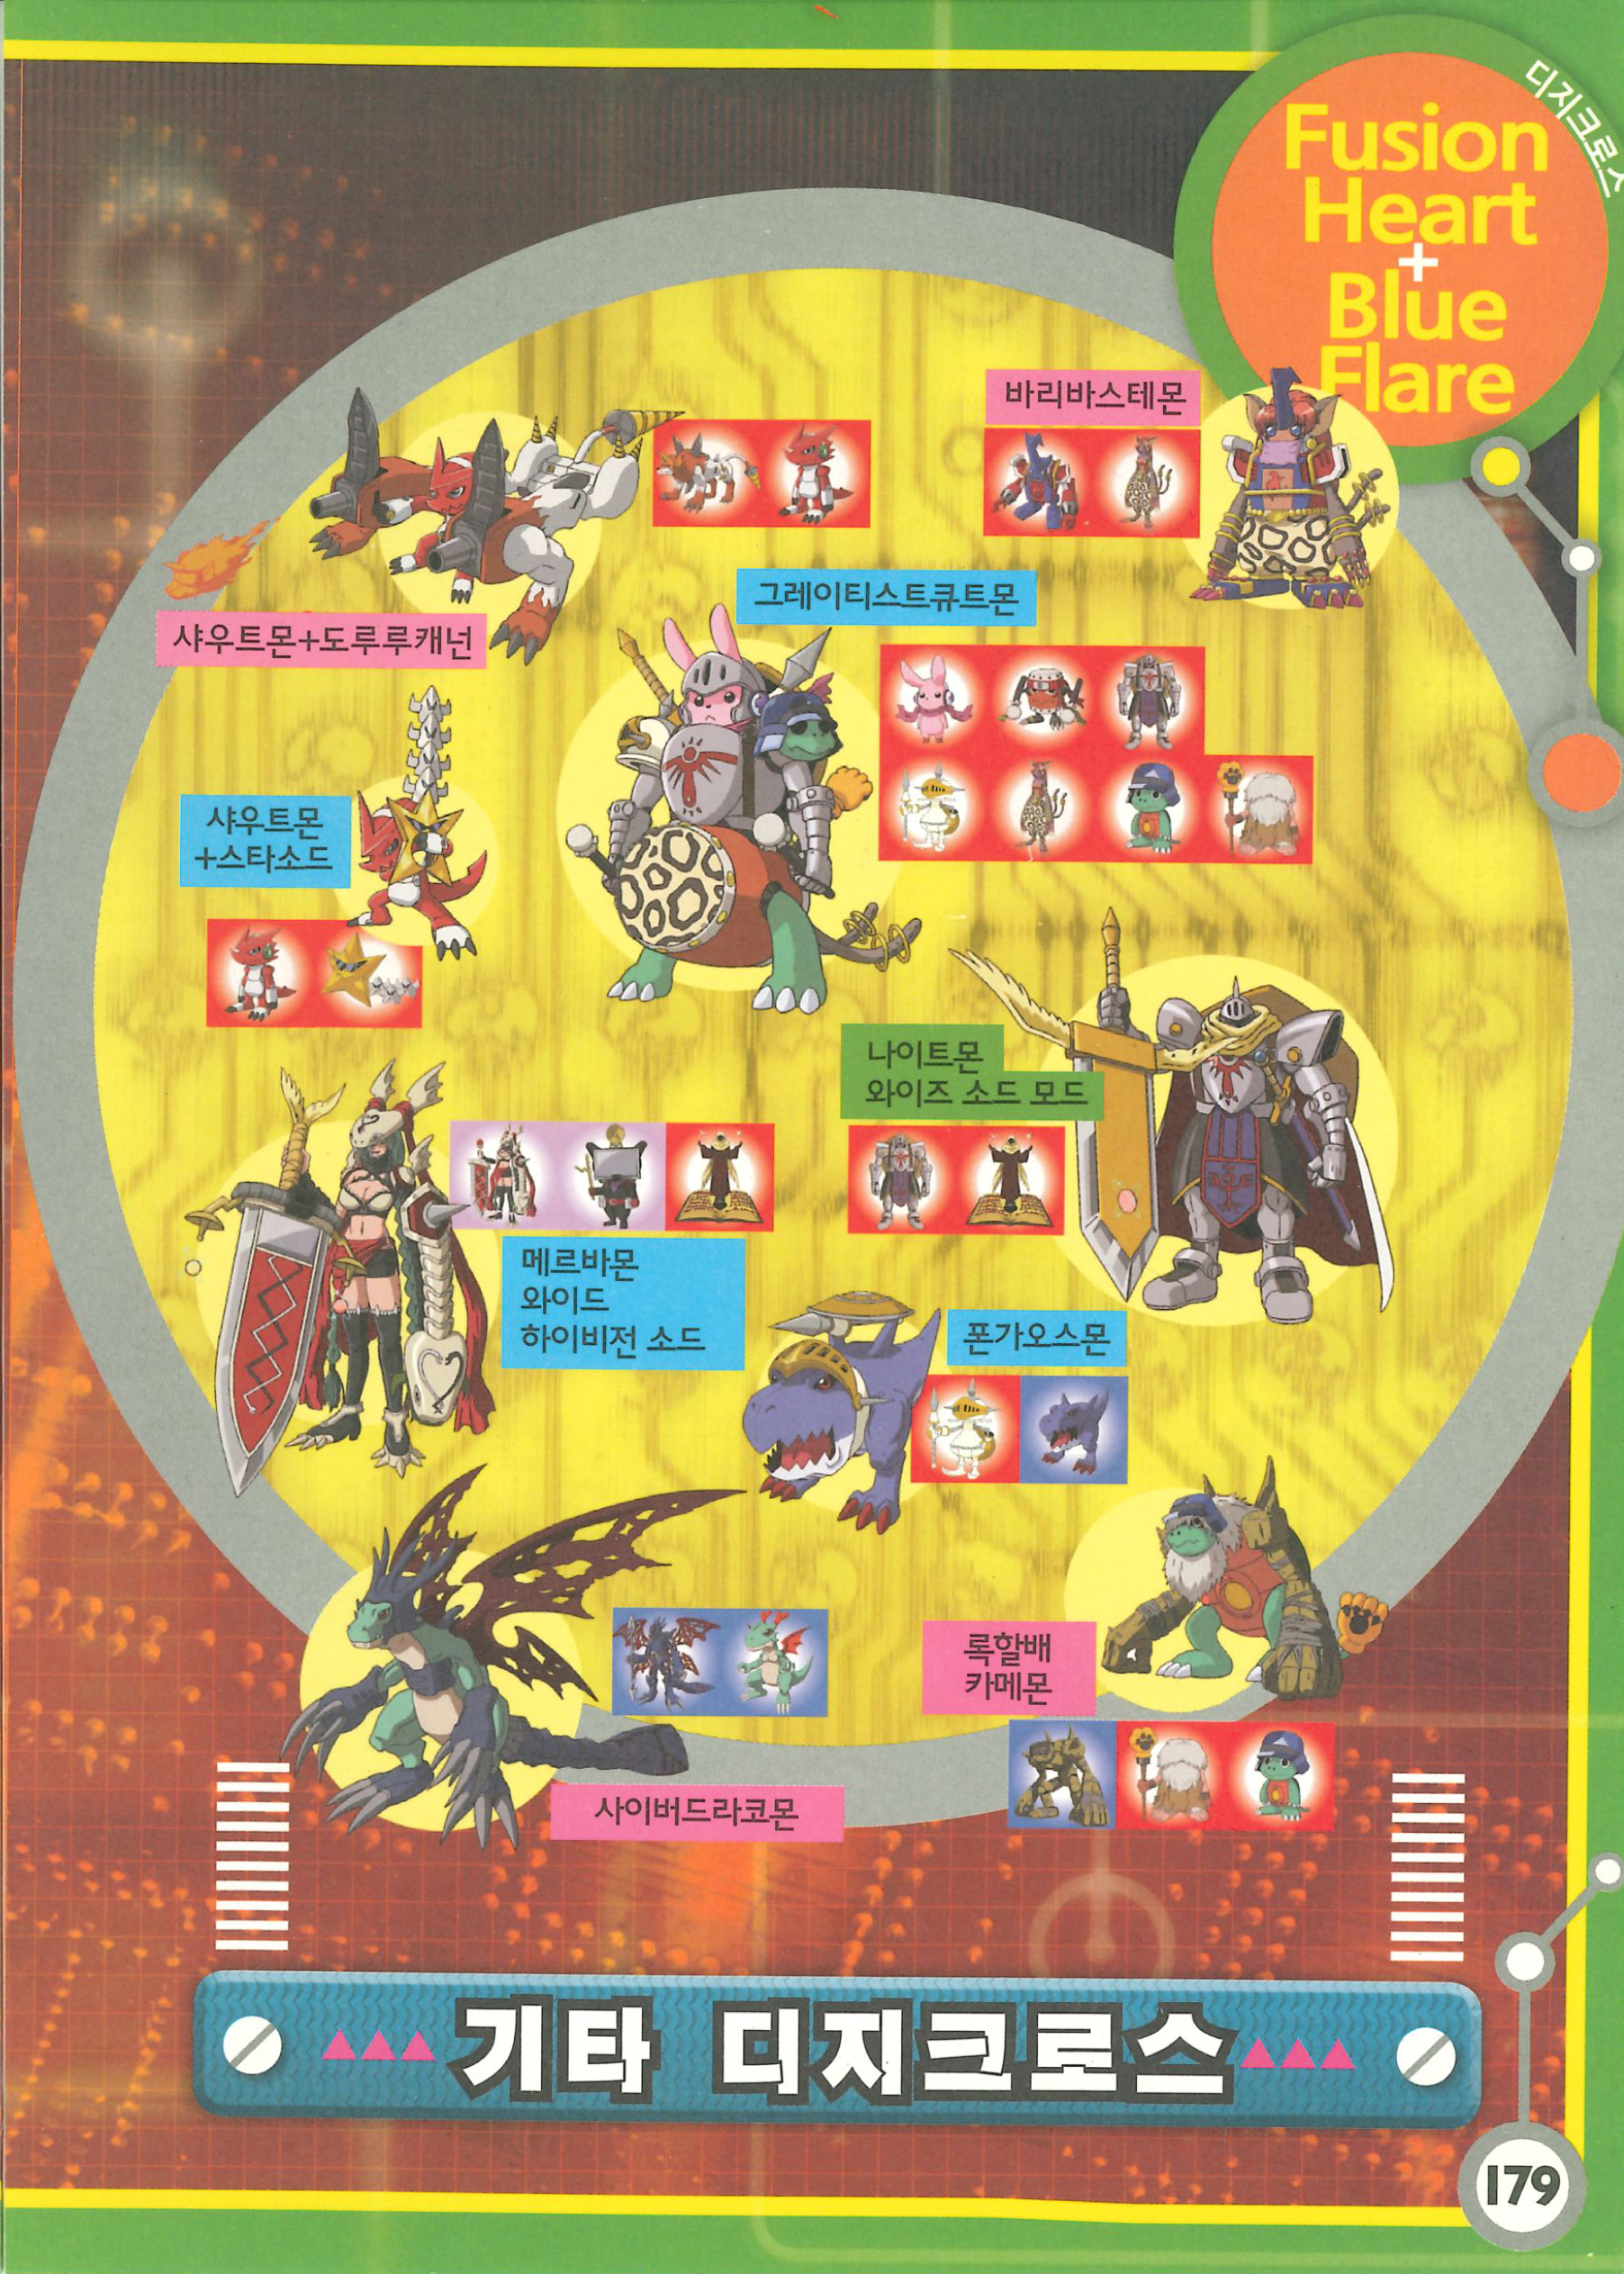 디지크로스
Fusion
Heart
+
Blue
Flare
바리바스테몬
그레이티스트큐트몬
샤우트몬+도루루캐넌
샤우트몬
+스타소드
나이트몬
와이즈 소드 모드
메르바몬
와이드
하이비전 소드
폰가오스몬
록할배
카메몬
사이버드라코몬
기타 디지크로스
179